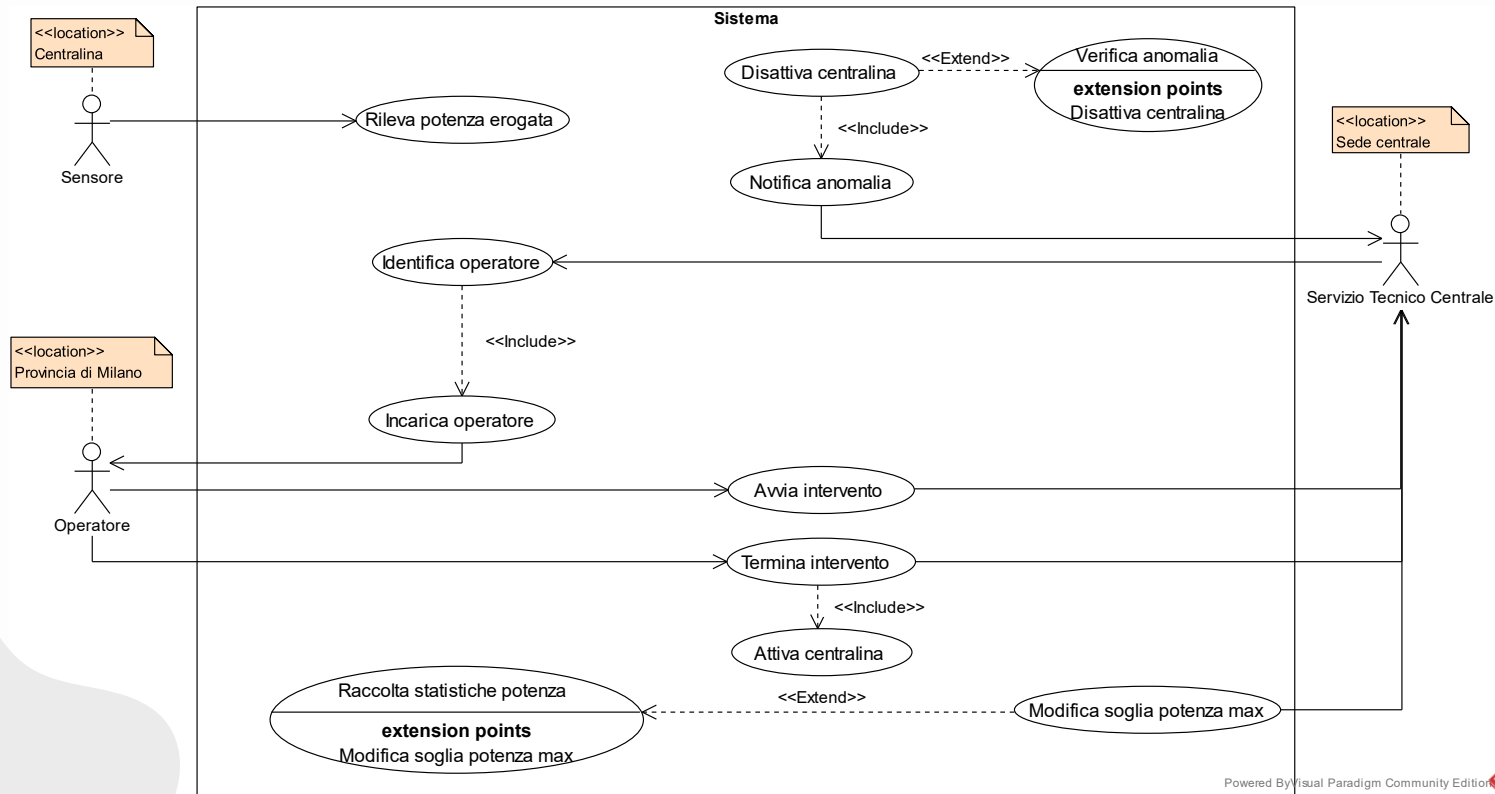 Sistema
<<location>>
Centralina
Sensore
Rileva potenza erogata
Disattiva centralina
<<Extend>>
Verifica anomalia
extension points
Disattiva centralina
<<Include>>
Notifica anomalia
<<location>>
Sede centrale
Servizio Tecnico Centrale
Identifica operatore
<<Include>>
Incarica operatore
<<location>>
Provincia di Milano
Operatore
Avvia intervento
Termina intervento
<<Include>>
Attiva centralina
Raccolta statistiche potenza
extension points
Modifica soglia potenza max
<<Extend>>
Modifica soglia potenza max
Powered By Visual Paradigm Community Edition